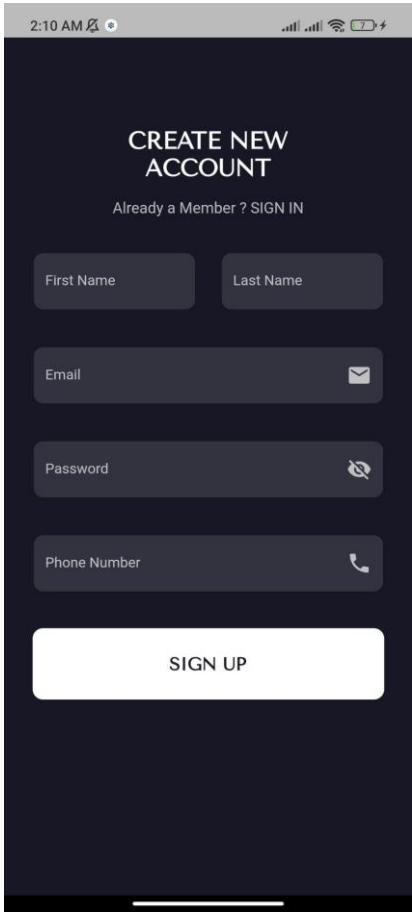 2:10 AM
7
CREATE NEW
ACCOUNT
Already a Member ? SIGN IN
First Name
Last Name
Email
Password
Phone Number
SIGN UP